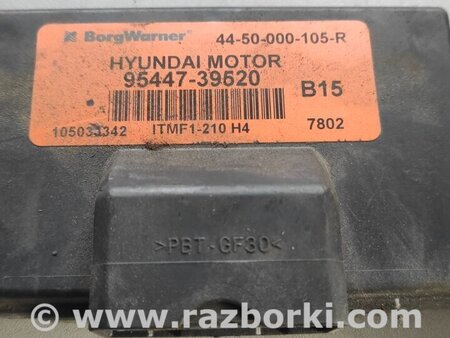 BorgWarner 44-50-000-105-R
HYUNDAI MOTOR
95447-39520
B15
105033342 ITMF1-210 H4 7802
>PBT-GF30<
www.razborki.com